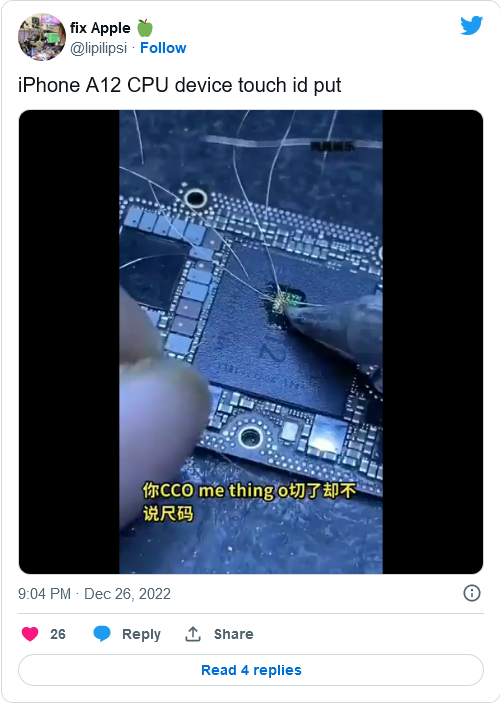 fix Apple 🍏
@lipilipsi · Follow
iPhone A12 CPU device touch id put
你CCO me thing o切了却不
说尺码
9:04 PM · Dec 26, 2022
26 Reply Share
Read 4 replies